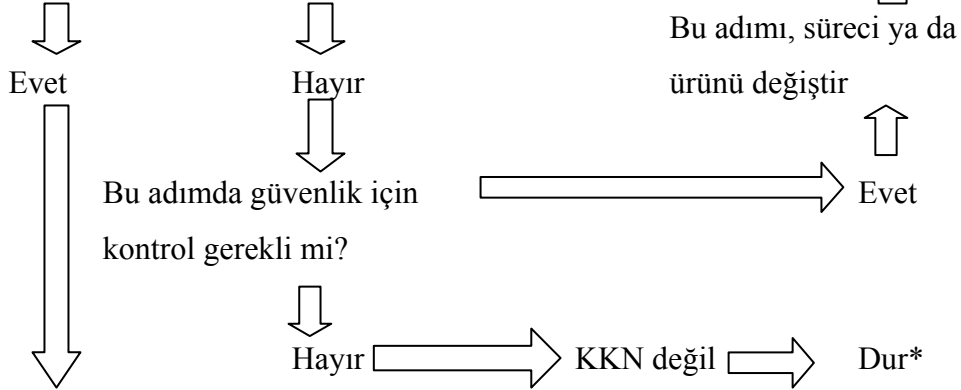 Bu adımı, süreci ya da
ürünü değiştir
Evet
Hayır
Bu adımda güvenlik için
kontrol gerekli mi?
Evet
Hayır
KKN değil
Dur*